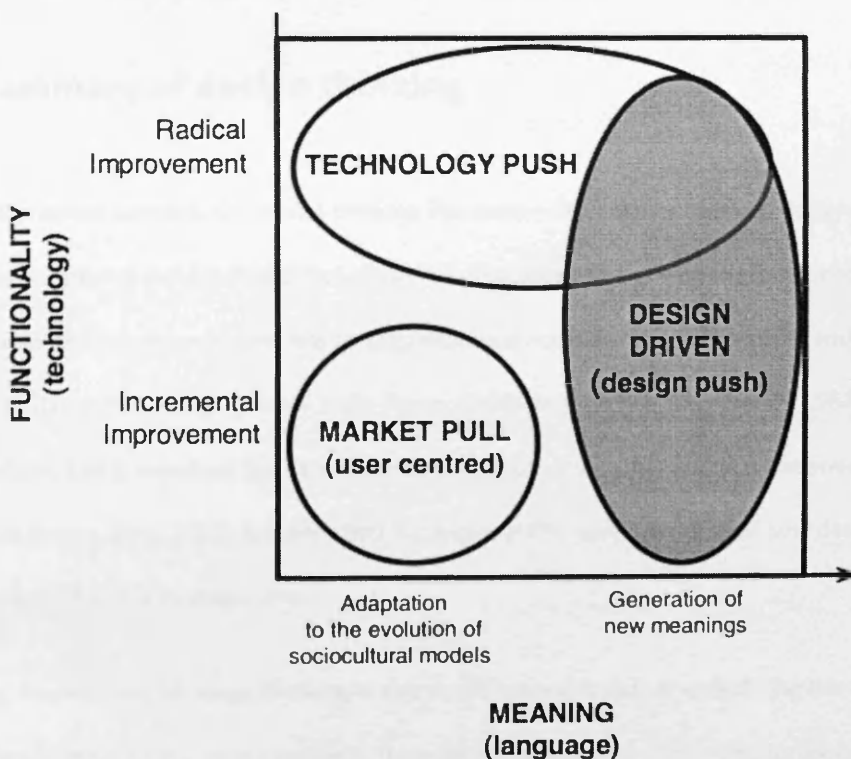 Radical
Improvement
TECHNOLOGY PUSH
FUNCTIONALITY
(technology)
DESIGN
DRIVEN
(design push)
Incremental
Improvement
MARKET PULL
(user centred)
Adaptation
to the evolution of
sociocultural models
Generation of
new meanings
MEANING
(language)